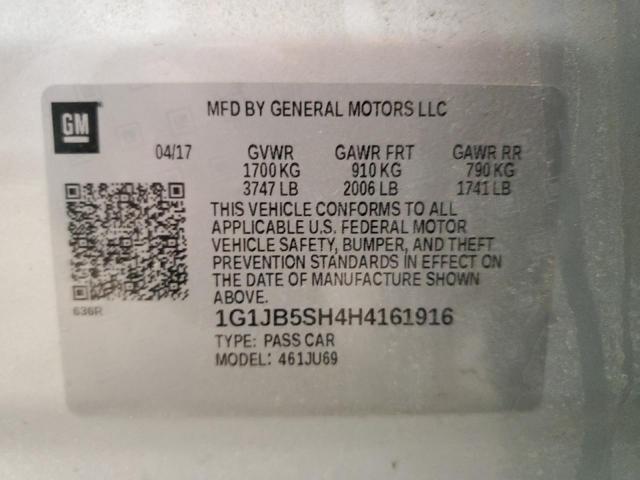 GM
MFD BY GENERAL MOTORS LLC
04/17 GVWR GAWR FRT GAWR RR
1700 KG 910 KG 790 KG
3747 LB 2006 LB 1741 LB
THIS VEHICLE CONFORMS TO ALL
APPLICABLE U.S. FEDERAL MOTOR
VEHICLE SAFETY, BUMPER, AND THEFT
PREVENTION STANDARDS IN EFFECT ON
THE DATE OF MANUFACTURE SHOWN
ABOVE.
636R
1G1JB5SH4H4161916
TYPE: PASS CAR
MODEL: 461JU69